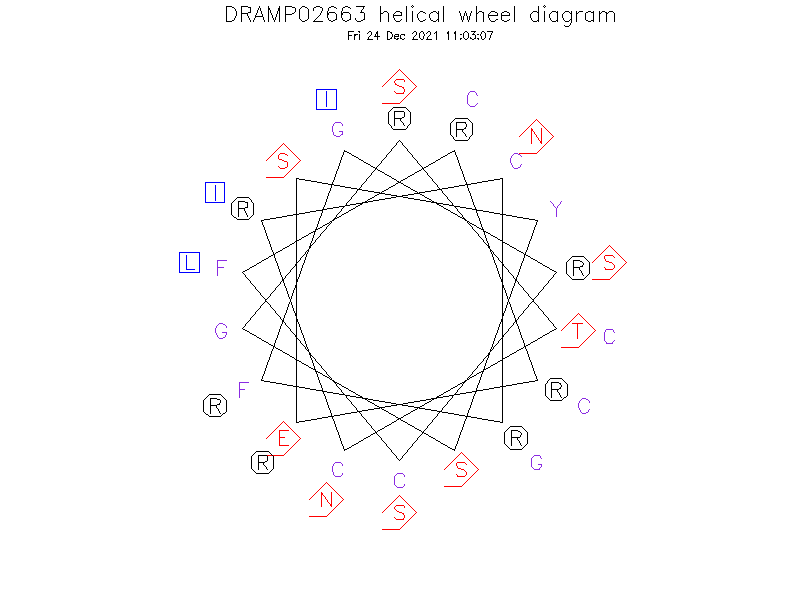 DRAMP02663 helical wheel diagram
Fri 24 Dec 2021 11:03:07
S
I C
R
G R
N
S C
I
R Y
L F R S
G T C
F R
R C
E R
R G
C S
C
N
S